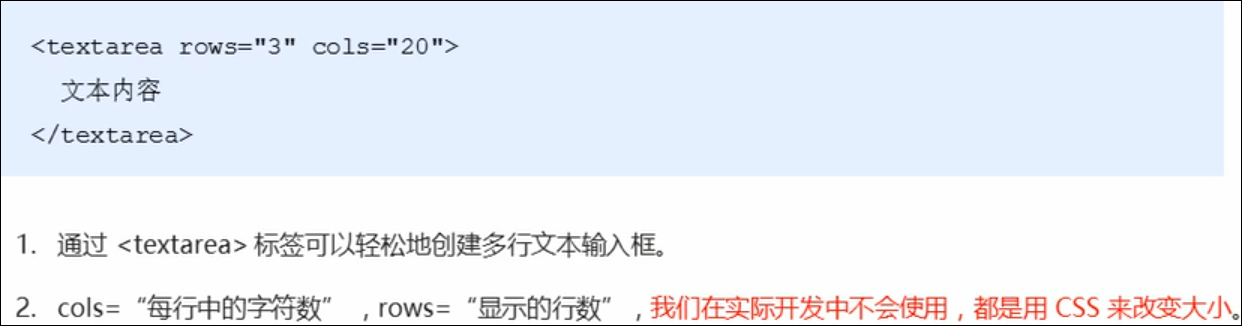 <textarea rows="3" cols="20">
文本内容
</textarea>
1. 通过 <textarea> 标签可以轻松地创建多行文本输入框。
2. cols=“每行中的字符数” , rows=“显示的行数” , 我们在实际开发中不会使用，都是用 CSS 来改变大小。